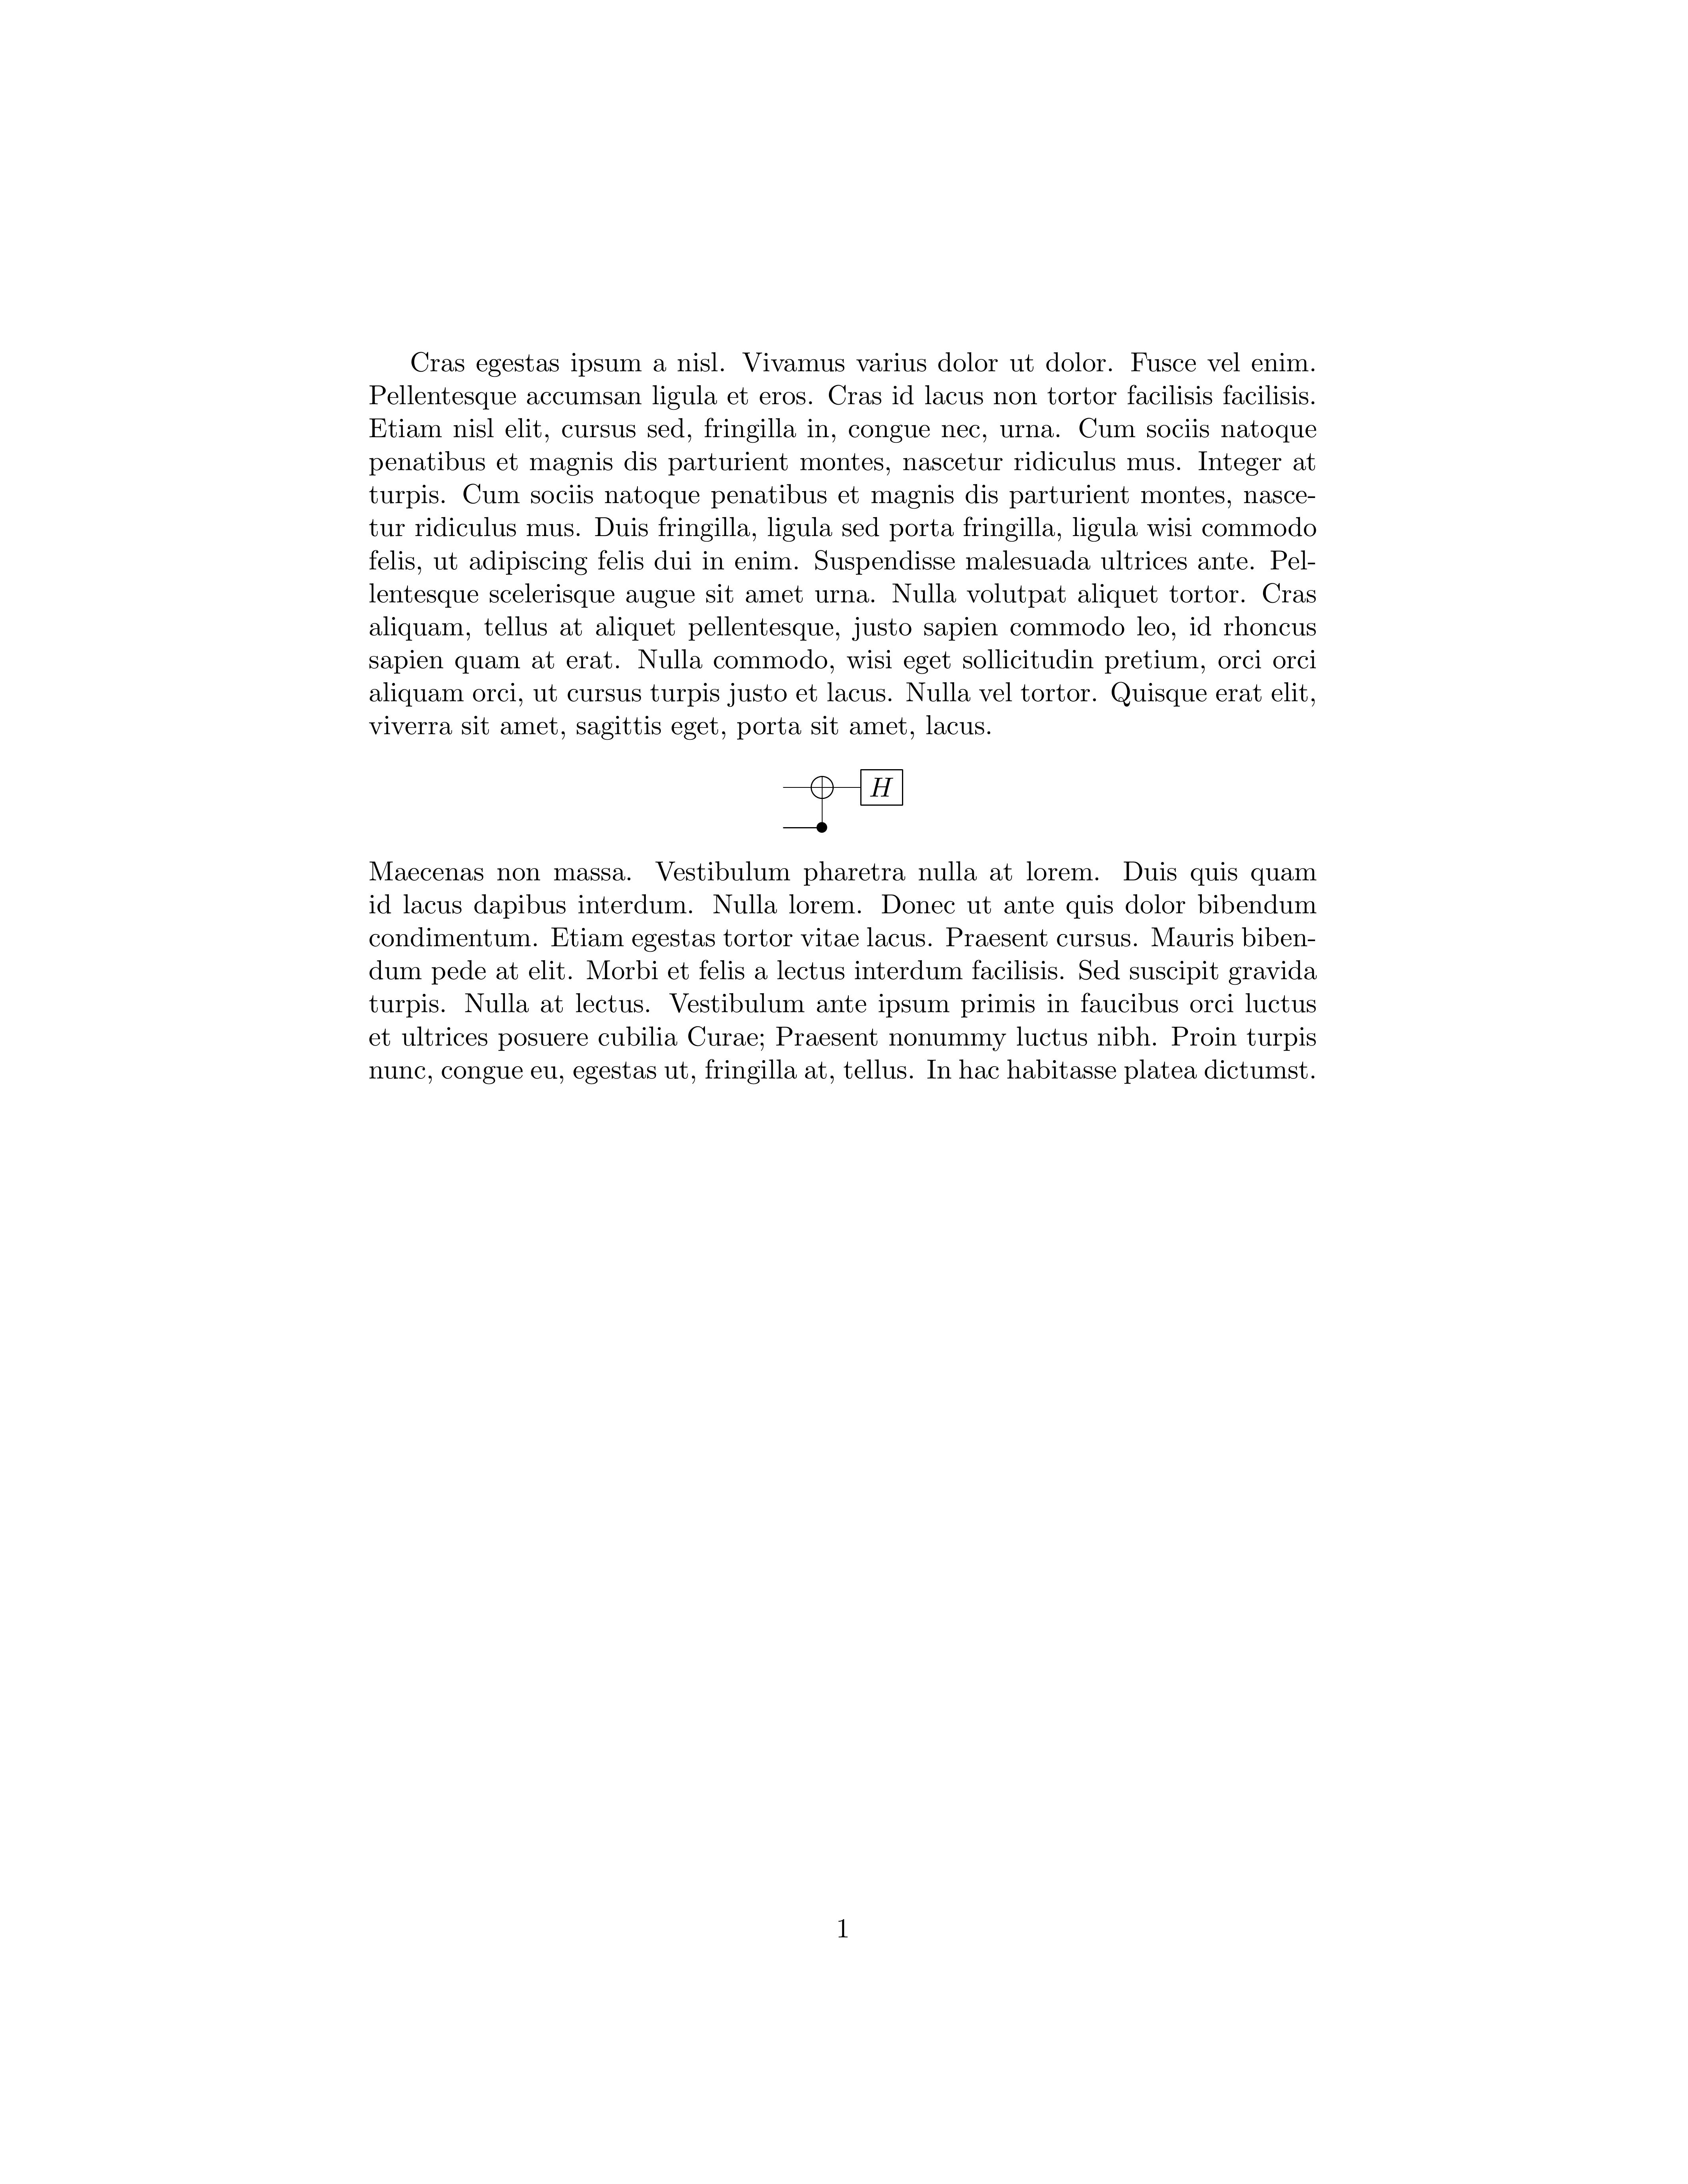 Cras egestas ipsum a nisl. Vivamus varius dolor ut dolor. Fusce vel enim.
Pellentesque accumsan ligula et eros. Cras id lacus non tortor facilisis facilisis.
Etiam nisl elit, cursus sed, fringilla in, congue nec, urna. Cum sociis natoque
penatibus et magnis dis parturient montes, nascetur ridiculus mus. Integer at
turpis. Cum sociis natoque penatibus et magnis dis parturient montes, nasce-
tur ridiculus mus. Duis fringilla, ligula sed porta fringilla, ligula wisi commodo
felis, ut adipiscing felis dui in enim. Suspendisse malesuada ultrices ante. Pel-
lentesque scelerisque augue sit amet urna. Nulla volutpat aliquet tortor. Cras
aliquam, tellus at aliquet pellentesque, justo sapien commodo leo, id rhoncus
sapien quam at erat. Nulla commodo, wisi eget sollicitudin pretium, orci orci
aliquam orci, ut cursus turpis justo et lacus. Nulla vel tortor. Quisque erat elit,
viverra sit amet, sagittis eget, porta sit amet, lacus.
H
Maecenas non massa. Vestibulum pharetra nulla at lorem. Duis quis quam
id lacus dapibus interdum. Nulla lorem. Donec ut ante quis dolor bibendum
condimentum. Etiam egestas tortor vitae lacus. Praesent cursus. Mauris biben-
dum pede at elit. Morbi et felis a lectus interdum facilisis. Sed suscipit gravida
turpis. Nulla at lectus. Vestibulum ante ipsum primis in faucibus orci luctus
et ultrices posuere cubilia Curae; Praesent nonummy luctus nibh. Proin turpis
nunc, congue eu, egestas ut, fringilla at, tellus. In hac habitasse platea dictumst.
1